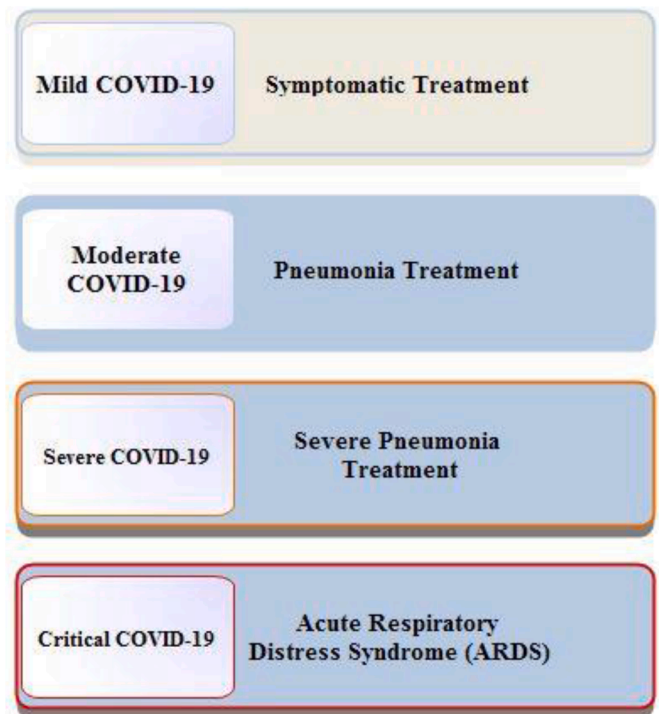 Mild COVID-19
Symptomatic Treatment
Moderate
COVID-19
Pneumonia Treatment
Severe COVID-19
Severe Pneumonia
Treatment
Critical COVID-19
Acute Respiratory
Distress Syndrome (ARDS)